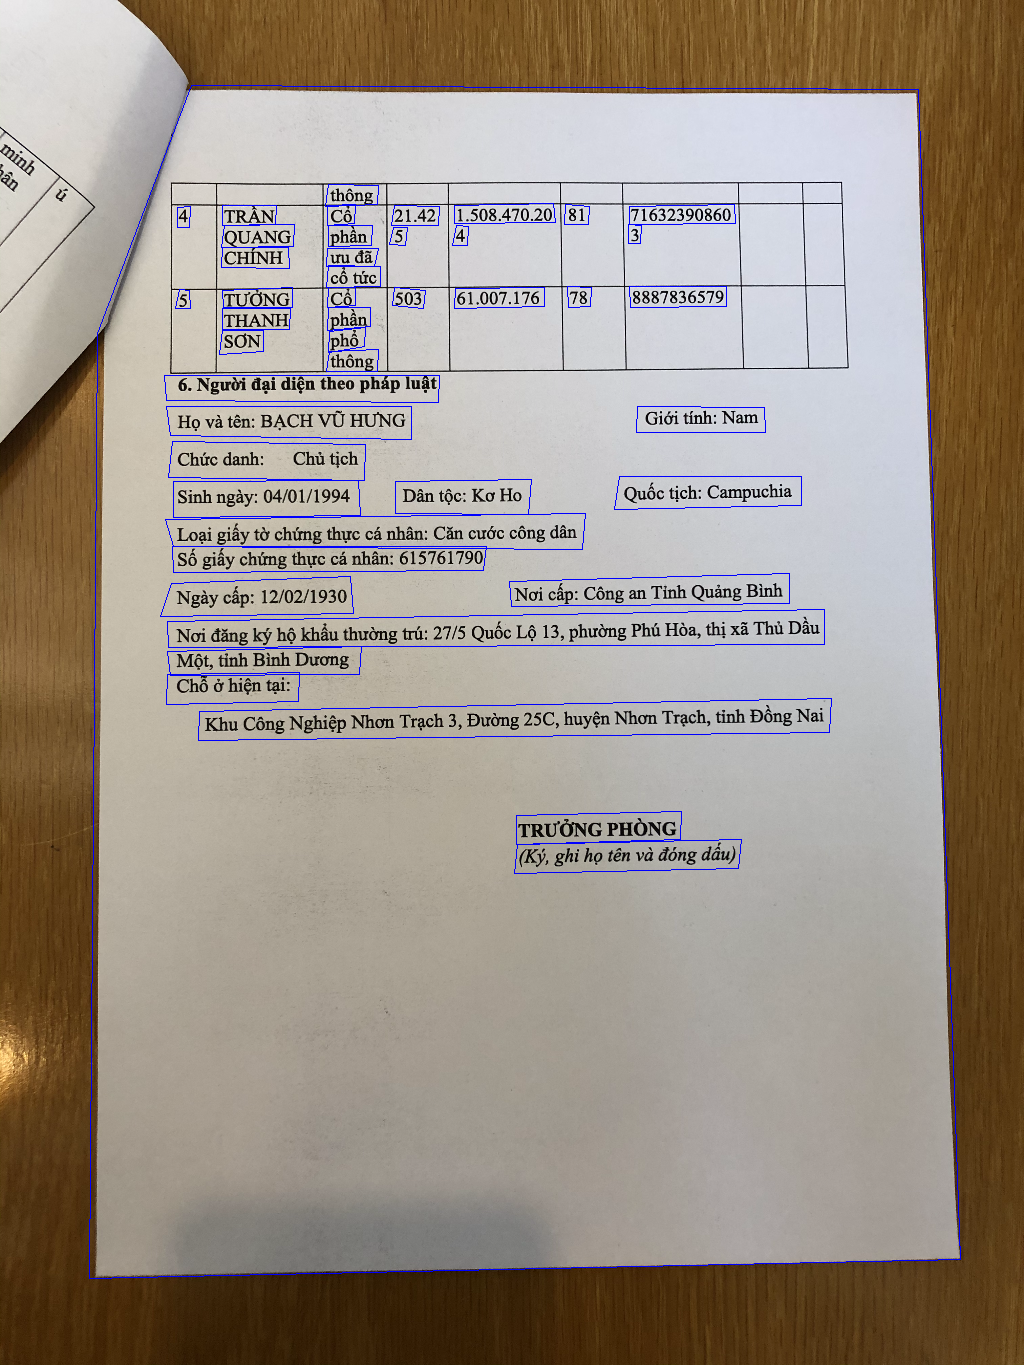 minh
ú
thông
4 TRẦN Cổ 21.42 1.508.470.20 81 71632390860
QUANG phần 5 4 3
CHÍNH ưu đã
cổ tức
5 TƯỜNG Cổ 503 61.007.176 78 8887836579
THANH phần
SƠN phổ
thông
6. Người đại diện theo pháp luật
Họ và tên: BẠCH VŨ HƯNG Giới tính: Nam
Chức danh: Chủ tịch
Sinh ngày: 04/01/1994 Dân tộc: Kơ Ho Quốc tịch: Campuchia
Loại giấy tờ chứng thực cá nhân: Căn cước công dân
Số giấy chứng thực cá nhân: 615761790
Ngày cấp: 12/02/1930 Nơi cấp: Công an Tỉnh Quảng Bình
Nơi đăng ký hộ khẩu thường trú: 27/5 Quốc Lộ 13, phường Phú Hòa, thị xã Thủ Dầu
Một, tỉnh Bình Dương
Chỗ ở hiện tại:
Khu Công Nghiệp Nhơn Trạch 3, Đường 25C, huyện Nhơn Trạch, tỉnh Đồng Nai
TRƯỞNG PHÒNG
(Ký, ghi họ tên và đóng dấu)